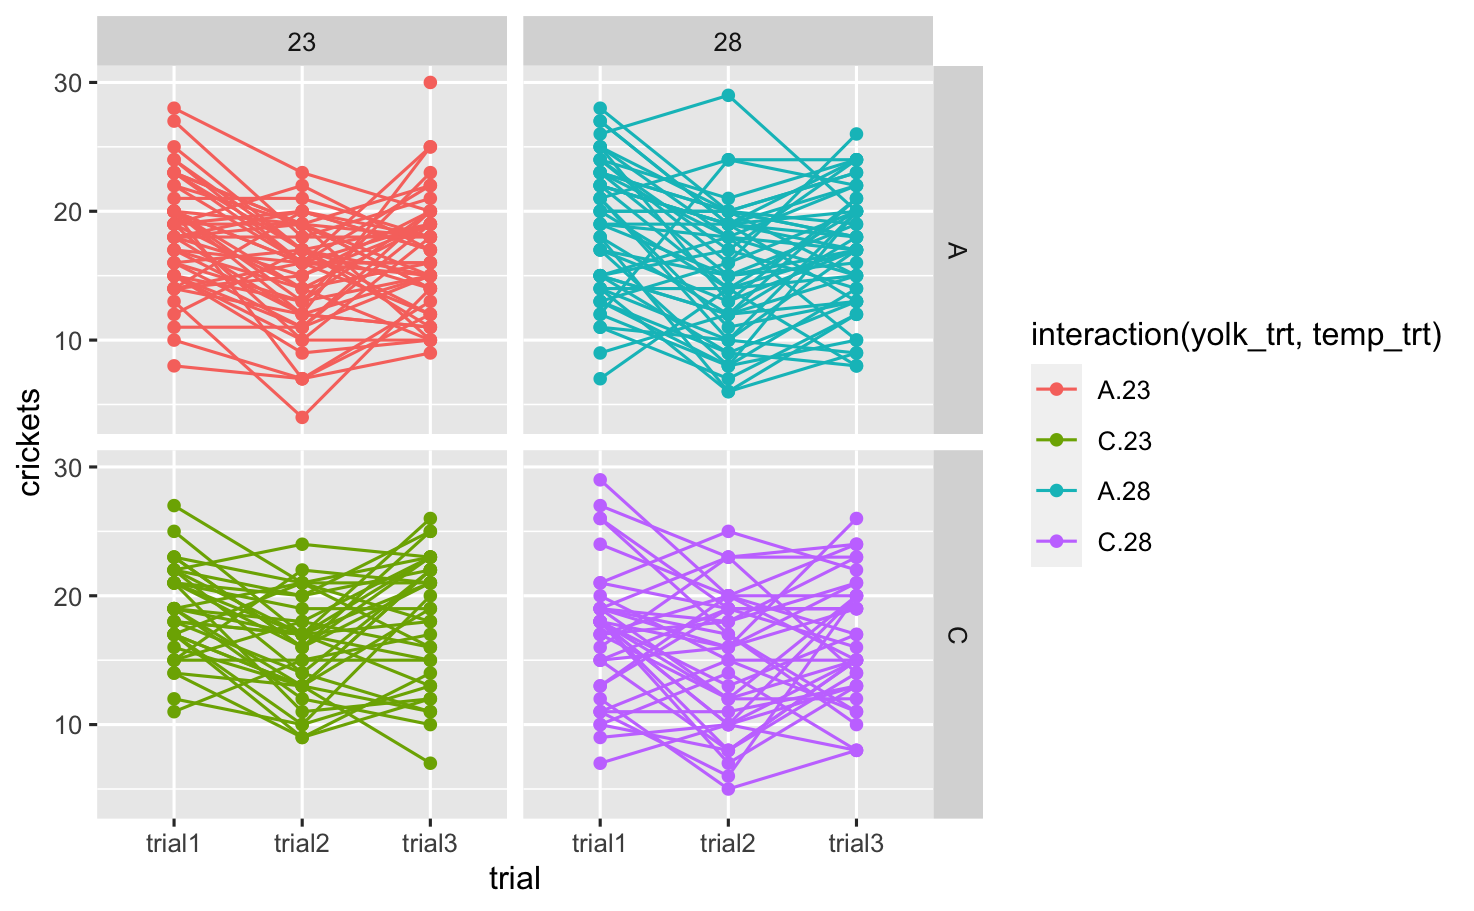 23 28
30
20
10
A
crickets
30
20
10
C
trial1 trial2 trial3 trial1 trial2 trial3
trial
interaction(yolk_trt, temp_trt)
A.23
C.23
A.28
C.28